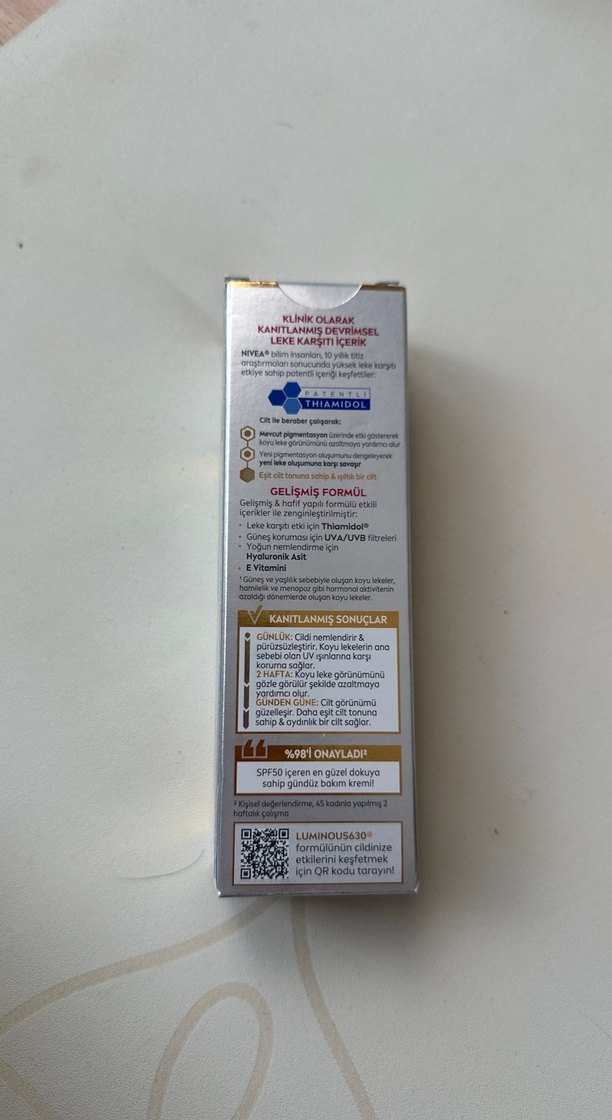 KLİNİK OLARAK
KANITLANMIŞ DEVRİMSEL
LEKE KARŞITI İÇERİK
NIVEA® bilim insanları, 10 yıllık titiz
araştırmaları sonucunda yüksek leke karşıtı
etkiye sahip patentli içeriği keşfettiler:
PATENTLİ
THIAMIDOL
Cilt ile beraber çalışarak:
Mevcut pigmentasyon üzerinde etki göstererek
koyu leke görünümünü azaltmaya yardımcı olur
Yeni pigmentasyon oluşumunu dengeleyerek
yeni leke oluşumuna karşı savaşır
Eşit cilt tonuna sahip & ışıltılı bir cilt
GELİŞMİŞ FORMÜL
Gelişmiş & hafif yapılı formülü etkili
içerikler ile zenginleştirilmiştir:
- Leke karşıtı etki için Thiamidol®
- Güneş koruması için UVA/UVB filtreleri
- Yoğun nemlendirme için
Hyaluronik Asit
- E Vitamini
¹ Güneş ve yaşlılık sebebiyle oluşan koyu lekeler,
hamilelik ve menopoz gibi hormonal aktivitenin
azaldığı dönemlerde oluşan koyu lekeler.
KANITLANMIŞ SONUÇLAR
GÜNLÜK: Cildi nemlendirir &
pürüzsüzleştirir. Koyu lekelerin ana
sebebi olan UV ışınlarına karşı
koruma sağlar.
2 HAFTA: Koyu leke görünümünü
gözle görülür şekilde azaltmaya
yardımcı olur.
GÜNDEN GÜNE: Cilt görünümü
güzelleşir. Daha eşit cilt tonuna
sahip & aydınlık bir cilt sağlar.
%98'İ ONAYLADI²
SPF50 içeren en güzel dokuya
sahip gündüz bakım kremi!
² Kişisel değerlendirme, 45 kadınla yapılmış 2
haftalık çalışma
LUMINOUS630®
formülünün cildinize
etkilerini keşfetmek
için QR kodu tarayın!